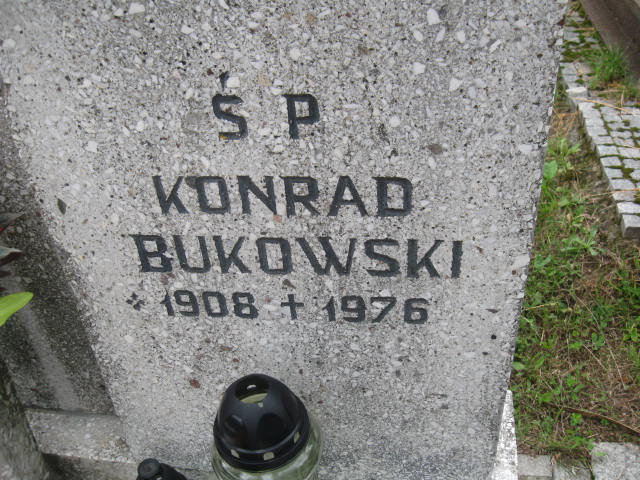 Ś P
KONRAD
BUKOWSKI
* 1908 + 1976